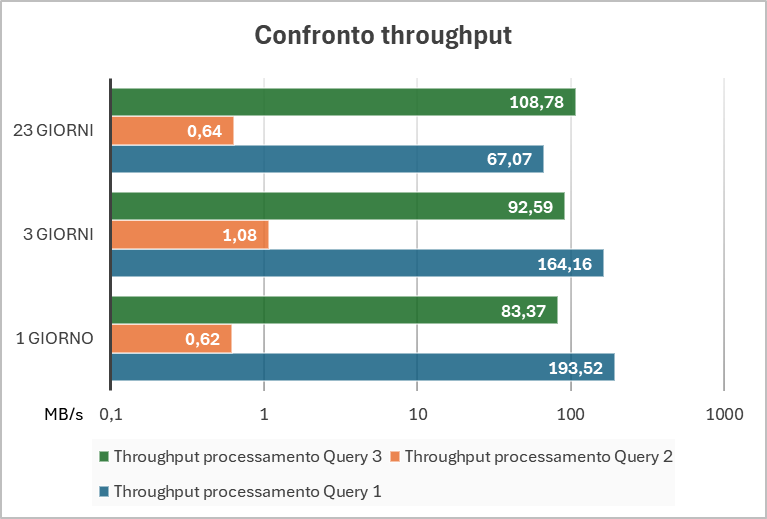 Confronto throughput
23 GIORNI
108,78
0,64
67,07
3 GIORNI
92,59
1,08
164,16
1 GIORNO
83,37
0,62
193,52
MB/s 0,1 1 10 100 1000
Throughput processamento Query 3 Throughput processamento Query 2
Throughput processamento Query 1